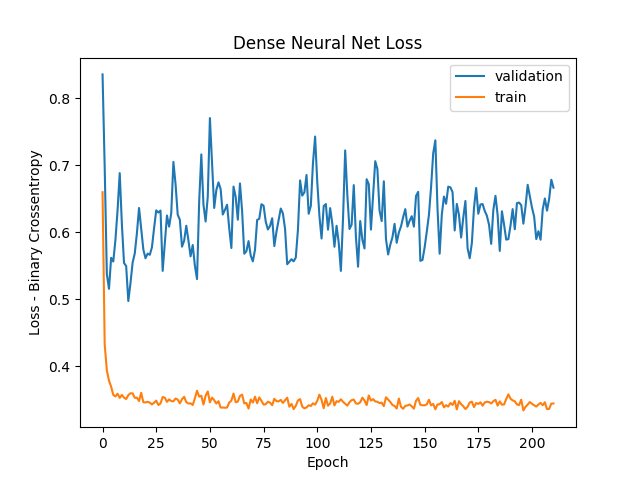 Dense Neural Net Loss
validation
train
Loss - Binary Crossentropy
0.8
0.7
0.6
0.5
0.4
0 25 50 75 100 125 150 175 200
Epoch